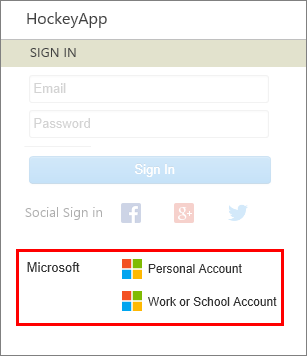 HockeyApp
SIGN IN
Email
Password
Sign In
Social Sign in
g+
Microsoft
Personal Account
Work or School Account